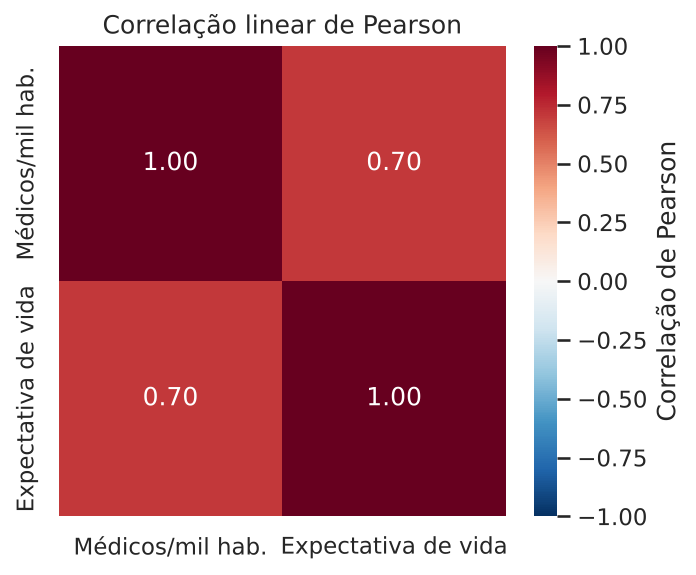 Correlação linear de Pearson
Médicos/mil hab.
Expectativa de vida
1.00
0.70
0.70
1.00
Médicos/mil hab.
Expectativa de vida
1.00
0.75
0.50
0.25
0.00
−0.25
−0.50
−0.75
−1.00
Correlação de Pearson